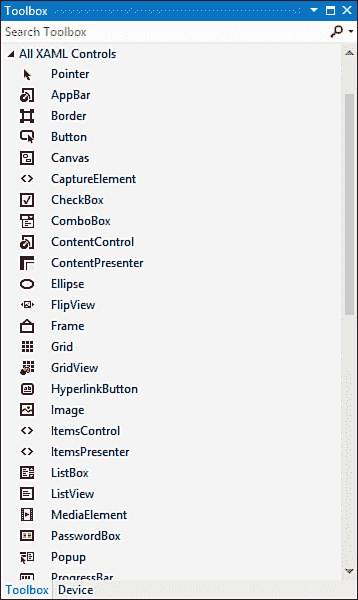 Toolbox
Search Toolbox
All XAML Controls
Pointer
AppBar
Border
Button
Canvas
CaptureElement
CheckBox
ComboBox
ContentControl
ContentPresenter
Ellipse
FlipView
Frame
Grid
GridView
HyperlinkButton
Image
ItemsControl
ItemsPresenter
ListBox
ListView
MediaElement
PasswordBox
Popup
ProgressBar
Toolbox Device